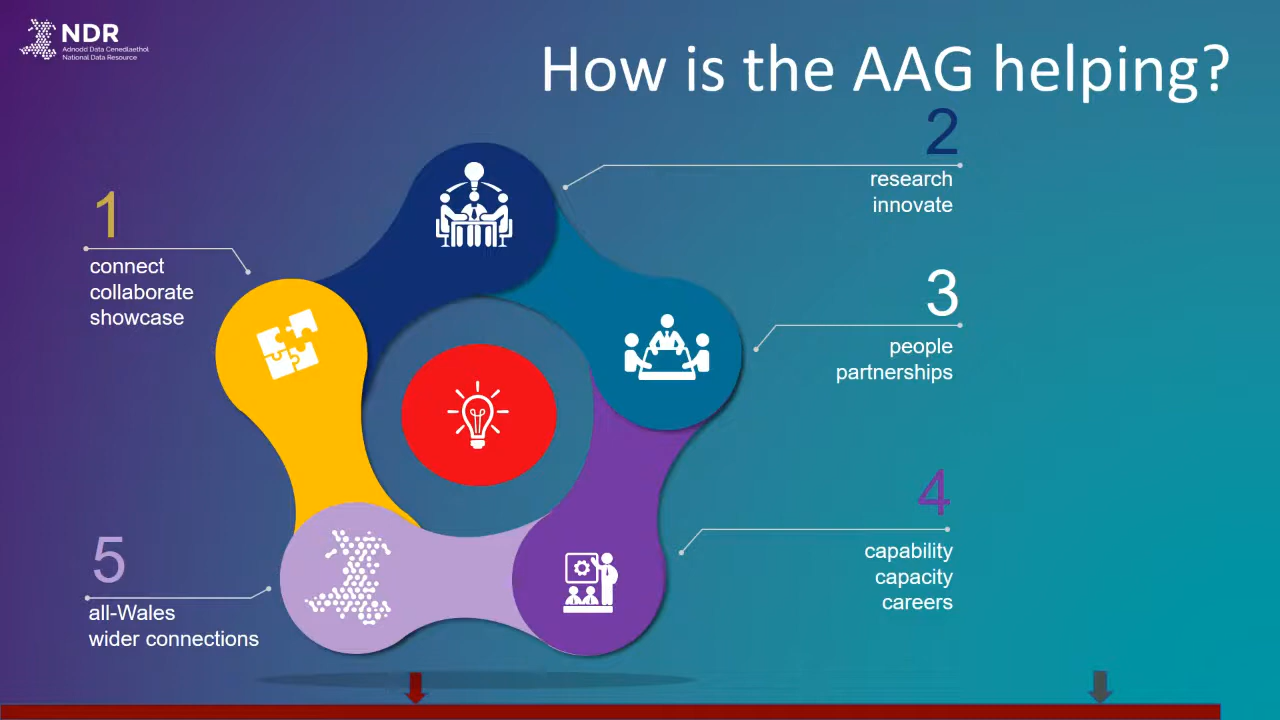 NDR
Adnodd Data Cenedlaethol
National Data Resource
How is the AAG helping?
1
connect
collaborate
showcase
2
research
innovate
3
people
partnerships
4
capability
capacity
careers
5
all-Wales
wider connections